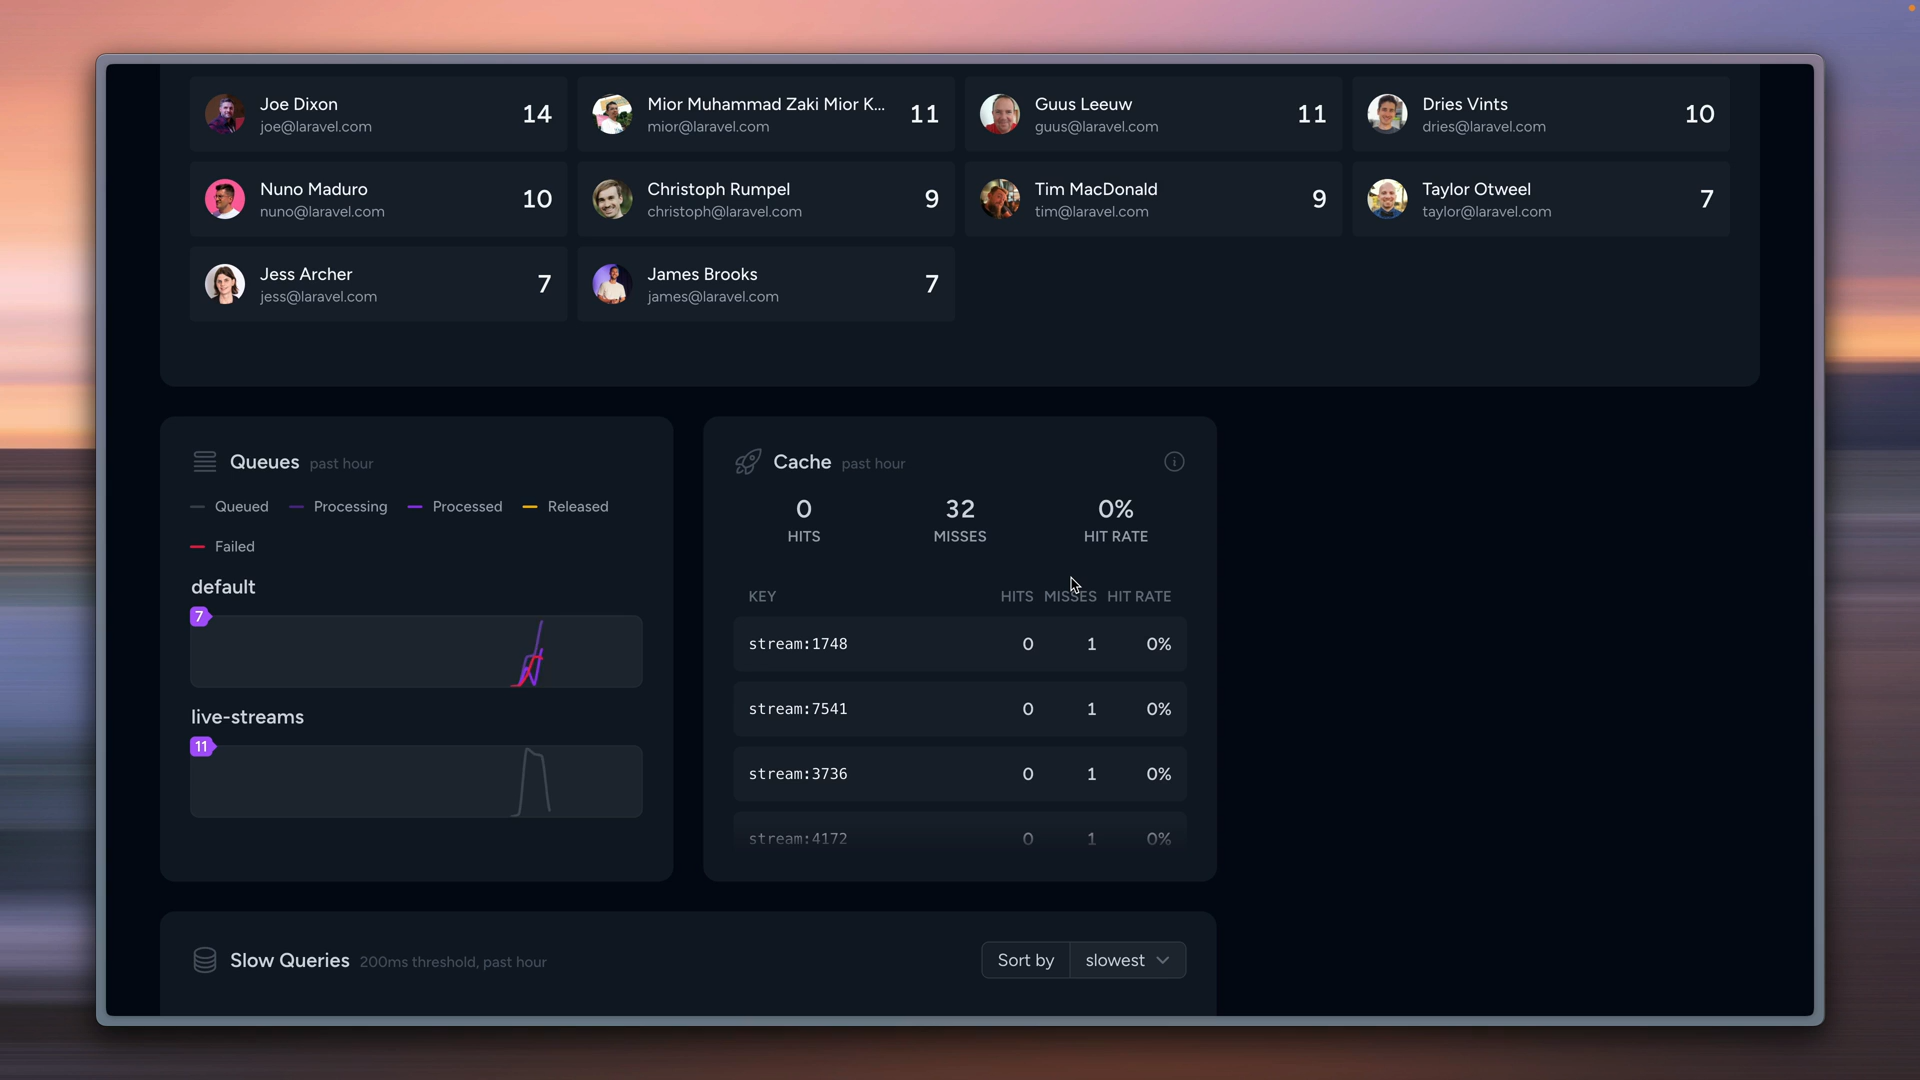 Joe Dixon
joe@laravel.com
14
Mior Muhammad Zaki Mior K...
mior@laravel.com
11
Guus Leeuw
guus@laravel.com
11
Dries Vints
dries@laravel.com
10
Nuno Maduro
nuno@laravel.com
10
Christoph Rumpel
christoph@laravel.com
9
Tim MacDonald
tim@laravel.com
9
Taylor Otweel
taylor@laravel.com
7
Jess Archer
jess@laravel.com
7
James Brooks
james@laravel.com
7
Queues past hour
Queued Processing Processed Released
Failed
default
7
live-streams
11
Cache past hour
0 32 0%
HITS MISSES HIT RATE
KEY HITS MISSES HIT RATE
stream:1748 0 1 0%
stream:7541 0 1 0%
stream:3736 0 1 0%
stream:4172 0 1 0%
Slow Queries 200ms threshold, past hour
Sort by slowest